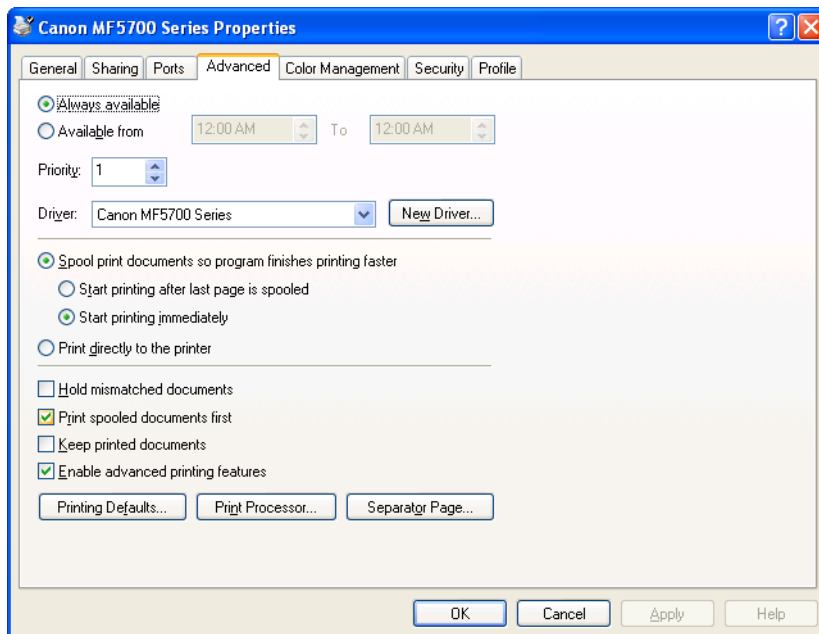 Canon MF5700 Series Properties
General Sharing Ports Advanced Color Management Security Profile
Always available
Available from 12:00 AM To 12:00 AM
Priority: 1
Driver: Canon MF5700 Series New Driver...
Spool print documents so program finishes printing faster
Start printing after last page is spooled
Start printing immediately
Print directly to the printer
Hold mismatched documents
Print spooled documents first
Keep printed documents
Enable advanced printing features
Printing Defaults... Print Processor... Separator Page...
OK Cancel Apply Help